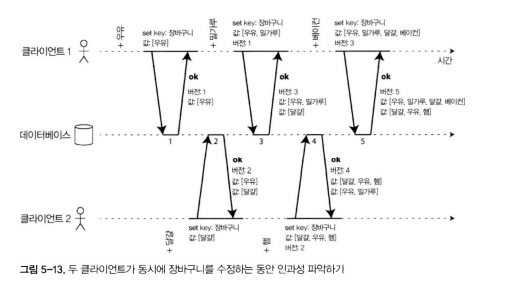 + 우유
set key: 장바구니
값: [우유]
+ 밀가루
set key: 장바구니
값: [우유, 밀가루]
버전: 1
+ 베이컨
set key: 장바구니
값: [우유, 밀가루, 달걀, 베이컨]
버전: 3
클라이언트 1
시간
ok
버전: 1
값: [우유]
ok
버전: 3
값: [우유, 밀가루]
값: [달걀]
ok
버전: 5
값: [우유, 밀가루, 달걀, 베이컨]
값: [달걀, 우유, 햄]
데이터베이스
1
2
3
4
5
ok
버전: 2
값: [우유]
값: [달걀]
ok
버전: 4
값: [달걀, 우유, 햄]
값: [우유, 밀가루]
클라이언트 2
+ 달걀
set key: 장바구니
값: [달걀]
+ 햄
set key: 장바구니
값: [달걀, 우유, 햄]
버전: 2
그림 5-13. 두 클라이언트가 동시에 장바구니를 수정하는 동안 인과성 파악하기